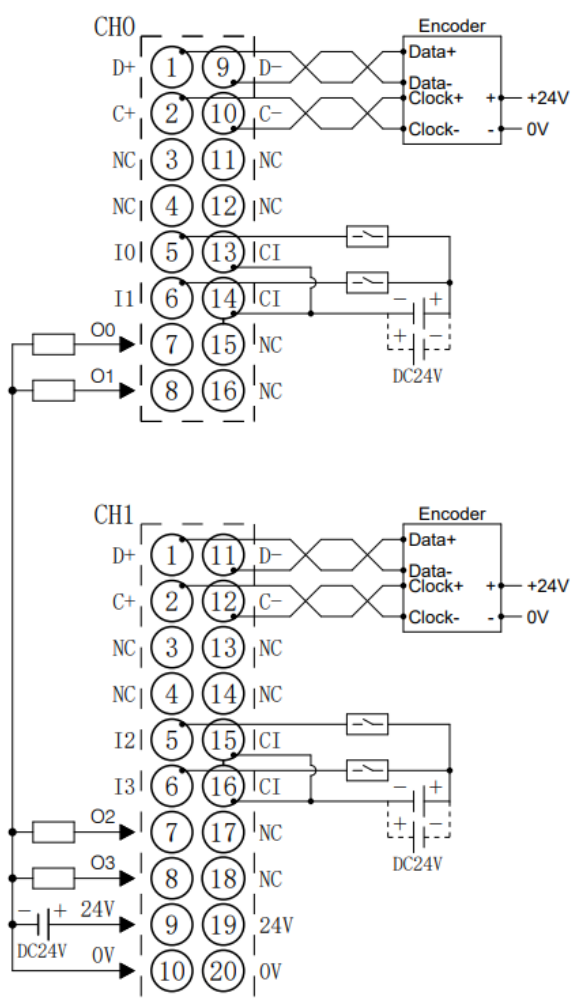 CH0 Encoder
D+ 1 9 D- Data+
Data-
C+ 2 10 C- Clock+ + +24V
Clock- - 0V
NC 3 11 NC
NC 4 12 NC
I0 5 13 CI
I1 6 14 CI - +
O0 7 15 NC + -
DC24V
O1 8 16 NC
CH1 Encoder
D+ 1 11 D- Data+
Data-
C+ 2 12 C- Clock+ + +24V
Clock- - 0V
NC 3 13 NC
NC 4 14 NC
I2 5 15 CI
I3 6 16 CI - +
O2 7 17 NC + -
DC24V
O3 8 18 NC
- + 24V 9 19 24V
DC24V
0V 10 20 0V